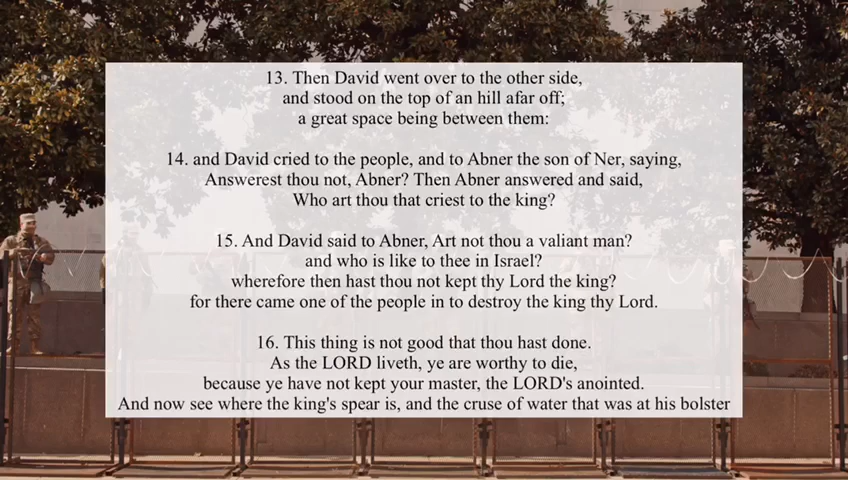 13. Then David went over to the other side,
and stood on the top of an hill afar off;
a great space being between them:
14. and David cried to the people, and to Abner the son of Ner, saying,
Answerest thou not, Abner? Then Abner answered and said,
Who art thou that criest to the king?
15. And David said to Abner, Art not thou a valiant man?
and who is like to thee in Israel?
wherefore then hast thou not kept thy Lord the king?
for there came one of the people in to destroy the king thy Lord.
16. This thing is not good that thou hast done.
As the LORD liveth, ye are worthy to die,
because ye have not kept your master, the LORD's anointed.
And now see where the king's spear is, and the cruse of water that was at his bolster